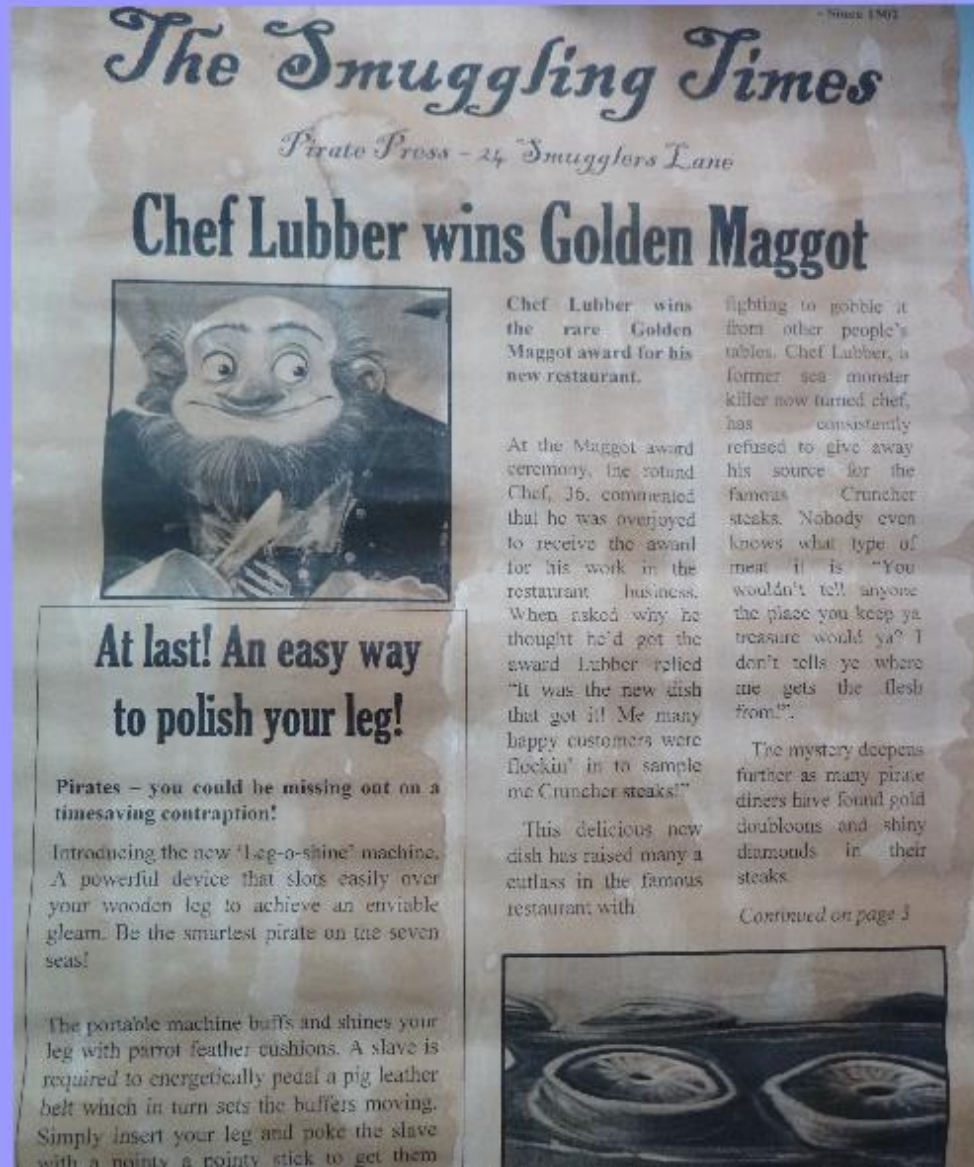 - Since 1502
The Smuggling Times
Pirate Press - 24 Smugglers Lane
Chef Lubber wins Golden Maggot
Chef Lubber wins
the rare Golden
Maggot award for his
new restaurant.
At the Maggot award
ceremony, the rotund
Chef, 36, commented
that he was overjoyed
to receive the award
for his work in the
restaurant business.
When asked why he
thought he'd got the
award Lubber relied
"It was the new dish
that got it! Me many
happy customers were
flockin' in to sample
me Cruncher steaks!"
This delicious new
dish has raised many a
cutlass in the famous
restaurant with
fighting to gobble it
from other people's
tables. Chef Lubber, a
former sea monster
killer now turned chef,
has consistently
refused to give away
his source for the
famous Cruncher
steaks. Nobody even
knows what type of
meat it is "You
wouldn't tell anyone
the place you keep ya
treasure would ya? I
don't tells ye where
me gets the flesh
from!".
The mystery deepens
further as many pirate
diners have found gold
doubloons and shiny
diamonds in their
steaks.
Continued on page 3
At last! An easy way
to polish your leg!
Pirates – you could be missing out on a
timesaving contraption!
Introducing the new 'Leg-o-shine' machine.
A powerful device that slots easily over
your wooden leg to achieve an enviable
gleam. Be the smartest pirate on the seven
seas!
The portable machine buffs and shines your
leg with parrot feather cushions. A slave is
required to energetically pedal a pig leather
belt which in turn sets the buffers moving.
Simply insert your leg and poke the slave
with a pointy a pointy stick to get them